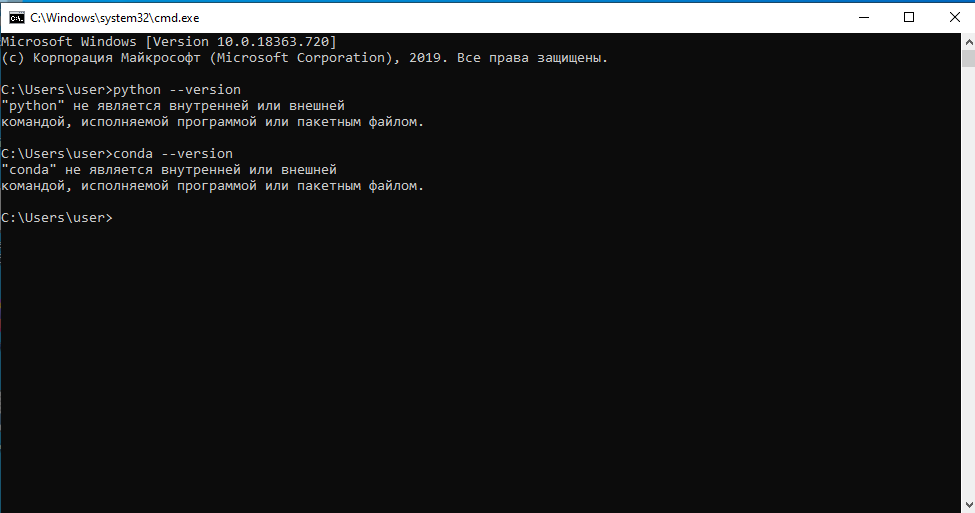 C:\Windows\system32\cmd.exe
Microsoft Windows [Version 10.0.18363.720]
(c) Корпорация Майкрософт (Microsoft Corporation), 2019. Все права защищены.
C:\Users\user>python --version
"python" не является внутренней или внешней
командой, исполняемой программой или пакетным файлом.
C:\Users\user>conda --version
"conda" не является внутренней или внешней
командой, исполняемой программой или пакетным файлом.
C:\Users\user>